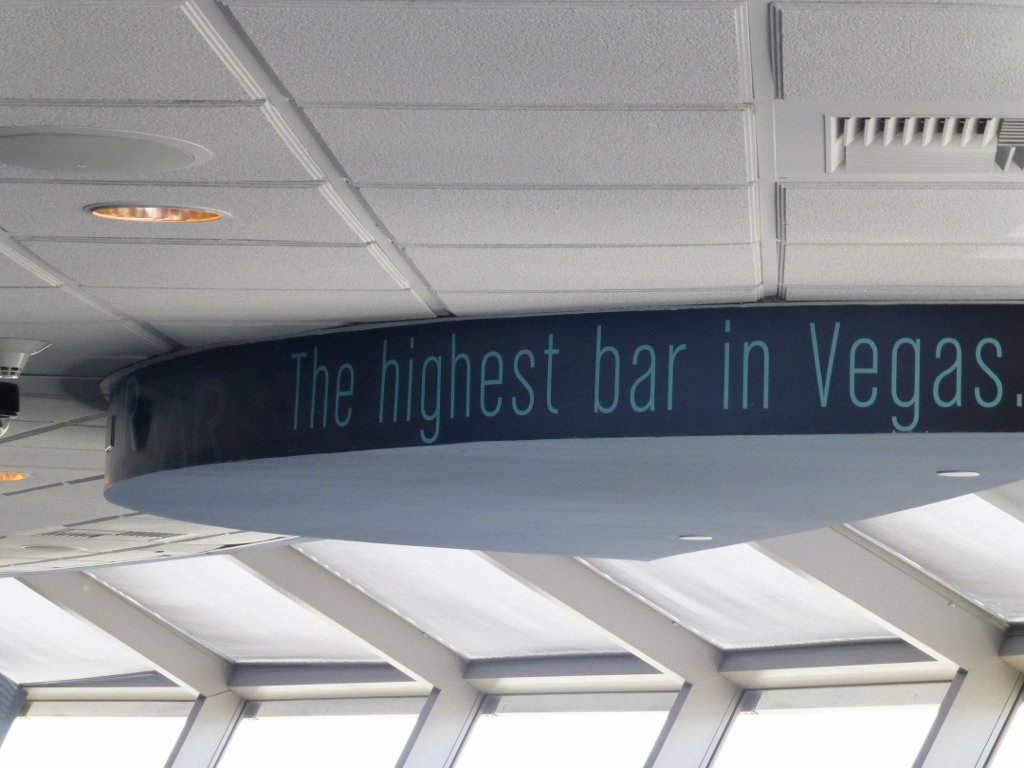 The highest bar in Vegas.